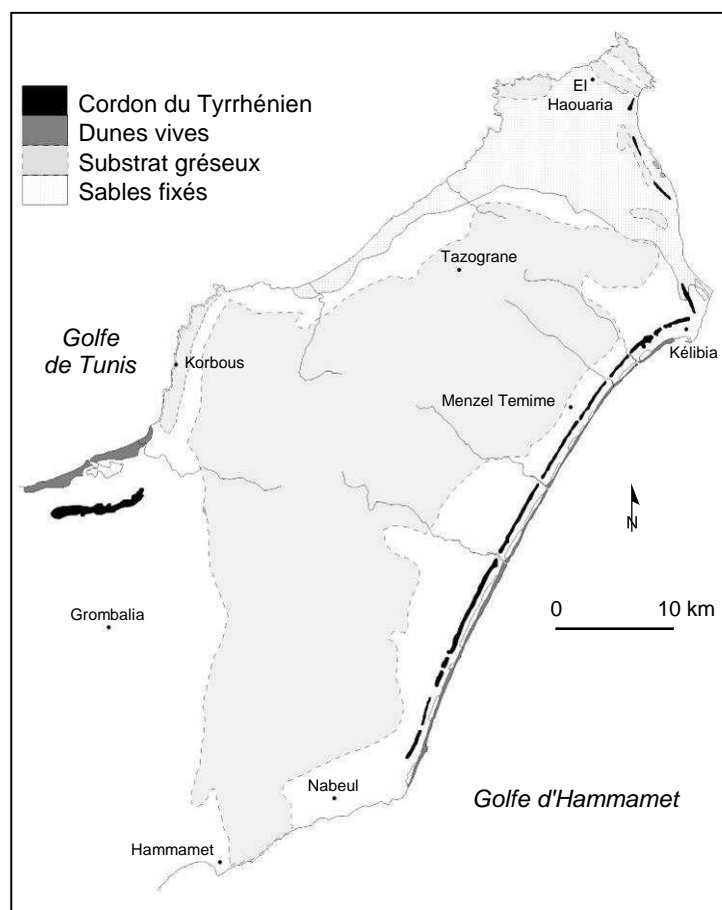 El
Haouaria
Cordon du Tyrrhénien
Dunes vives
Substrat gréseux
Sables fixés
Tazograne
Golfe
de Tunis
Korbous
Kélibia
Menzel Temime
N
Grombalia
0 10 km
Nabeul
Golfe d'Hammamet
Hammamet